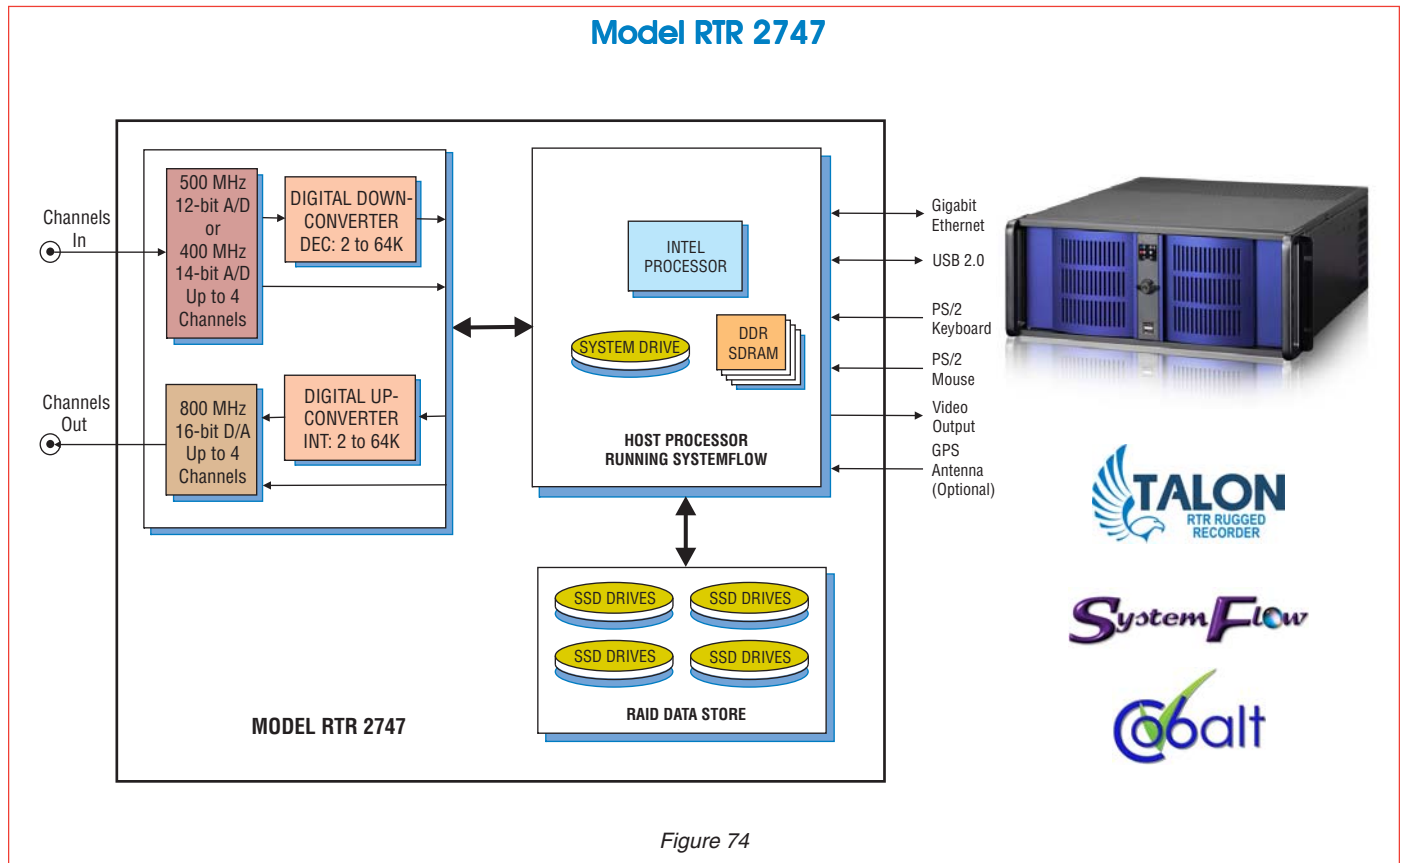 Model RTR 2747
Channels
In
500 MHz
12-bit A/D
or
400 MHz
14-bit A/D
Up to 4
Channels
DIGITAL DOWN-
CONVERTER
DEC: 2 to 64K
Channels
Out
800 MHz
16-bit D/A
Up to 4
Channels
DIGITAL UP-
CONVERTER
INT: 2 to 64K
INTEL
PROCESSOR
SYSTEM DRIVE
DDR
SDRAM
HOST PROCESSOR
RUNNING SYSTEMFLOW
Gigabit
Ethernet
USB 2.0
PS/2
Keyboard
PS/2
Mouse
Video
Output
GPS
Antenna
(Optional)
SSD DRIVES
SSD DRIVES
SSD DRIVES
SSD DRIVES
RAID DATA STORE
MODEL RTR 2747
TALON
RTR RUGGED
RECORDER
SystemFlow
Cobalt
Figure 74